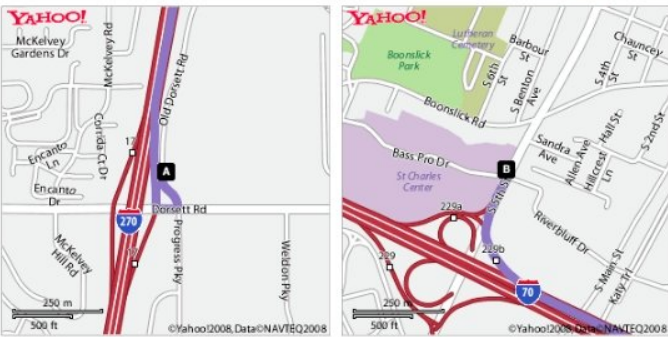 YAHOO!
McKelvey
Gardens Dr
McKelvey Rd
Old Dorsett Rd
Corrida Ct Dr
17
Encanto
Ln
A
Encanto
Dr
Dorsett Rd
270
McKelvey
Hill Rd
17
Progress Pky
Weldon Pky
250 m
500 ft
©Yahoo!2008, Data©NAVTEQ2008
YAHOO!
Lutheran
Cemetery
Barbour
St
Chauncey
St
Boonslick
Park
S 6th
St
S Benton
Ave
S 4th
St
Boonslick Rd
Sandra
Ave
Allen Ave
Hall St
Hillcrest
Ln
S 2nd St
Bass Pro Dr
B
St Charles
Center
S 5th St
229a
Riverbluff Dr
229
229b
S Main St
Katy Trl
70
250 m
500 ft
©Yahoo!2008, Data©NAVTEQ2008